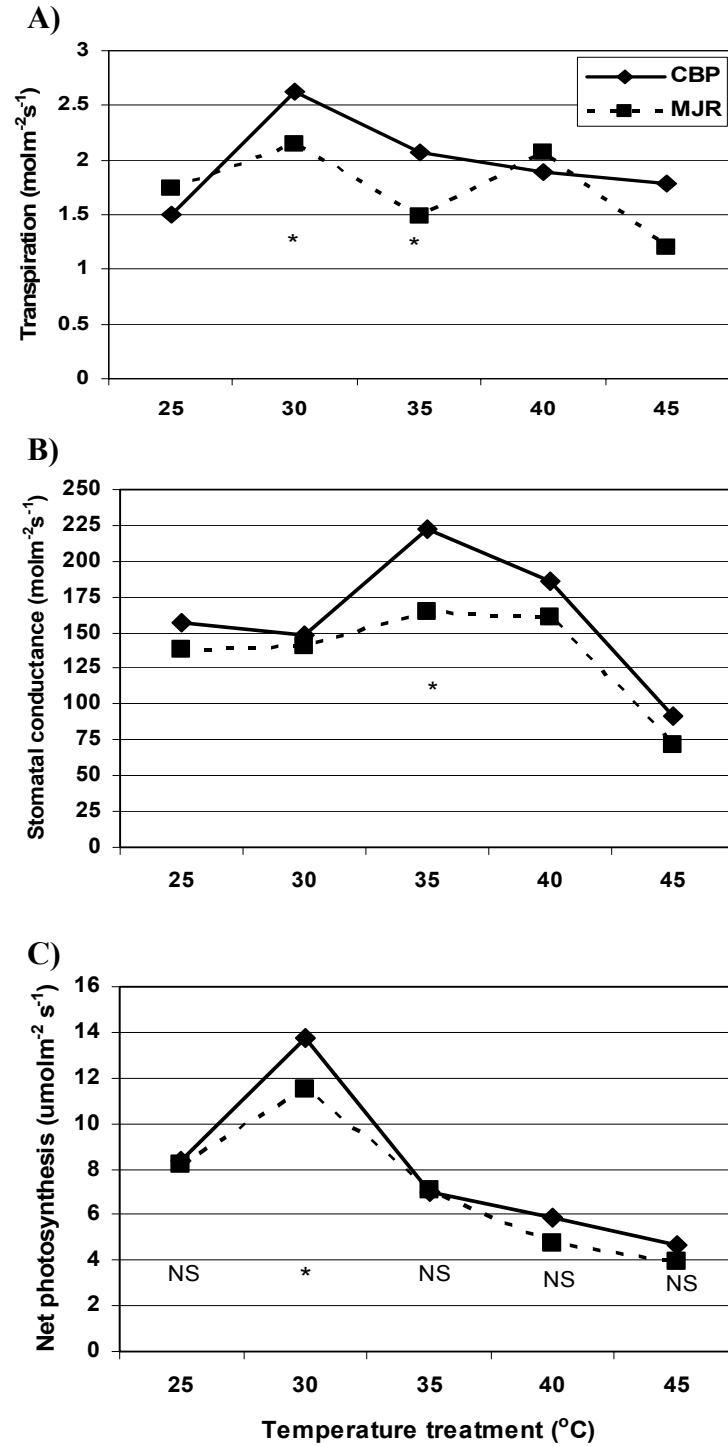 A)
Transpiration (molm-2s-1)
3
2.5
2
1.5
1
0.5
0
CBP
MJR
* *
25 30 35 40 45
B)
Stomatal conductance (molm-2s-1)
250
225
200
175
150
125
100
75
50
25
0
*
25 30 35 40 45
C)
Net photosynthesis (umolm-2 s-1)
16
14
12
10
8
6
4
2
0
NS * NS NS NS
25 30 35 40 45
Temperature treatment (oC)